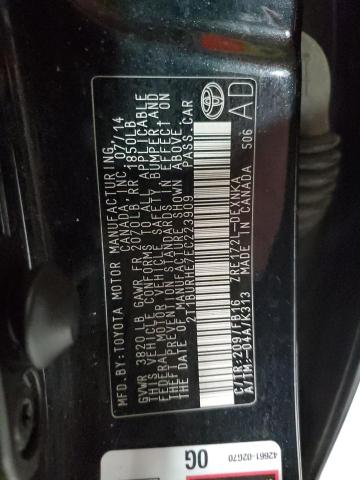 MFD.BY:TOYOTA MOTOR MANUFACTURING
CANADA, INC. 07/14
GVWR 3820 LB GAWR FR 2070LB RR 1850LB
THIS VEHICLE CONFORMS TO ALL APPLICABLE
FEDERAL MOTOR VEHICLE SAFETY, BUMPER AND
THEFT PREVENTION STANDARDS IN EFFECT ON
THE DATE OF MANUFACTURE SHOWN ABOVE.
2T1BURHE7EC223909 PASS.CAR
C/TR:209/FB16 ZRE172L-DEXNKA
A/TM:-04A/K313 MADE IN CANADA S06
AD
42661-02G70
0G